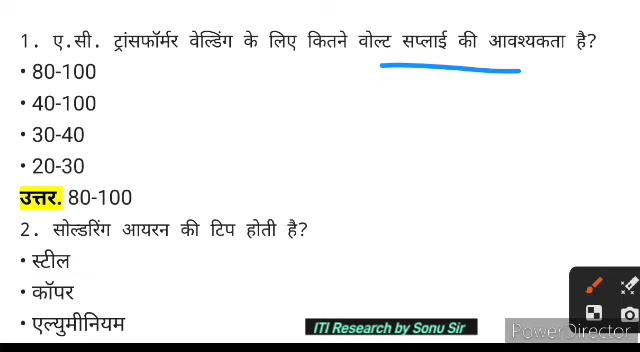 1. ए.सी. ट्रांसफॉर्मर वेल्डिंग के लिए कितने वोल्ट सप्लाई की आवश्यकता है?
• 80-100
• 40-100
• 30-40
• 20-30
उत्तर. 80-100
2. सोल्डरिंग आयरन की टिप होती है?
• स्टील
• कॉपर
• एल्युमीनियम
ITI Research by Sonu Sir
PowerDirector